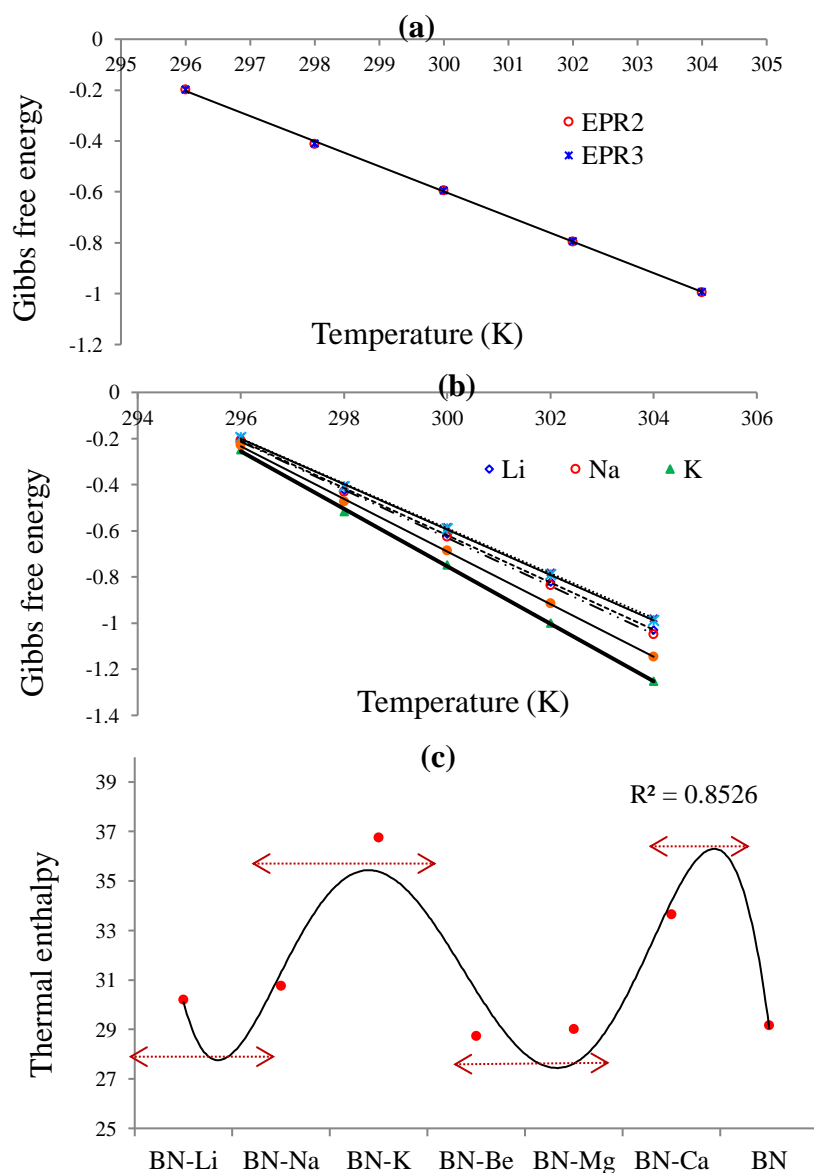 (a)
0
295 296 297 298 299 300 301 302 303 304 305
-0.2
-0.4
-0.6
-0.8
-1
-1.2
EPR2
EPR3
Gibbs free energy
Temperature (K)
(b)
0
294 296 298 300 302 304 306
-0.2
-0.4
-0.6
-0.8
-1
-1.2
-1.4
Li Na K
Gibbs free energy
Temperature (K)
(c)
39
37
35
33
31
29
27
25
R² = 0.8526
Thermal enthalpy
BN-Li BN-Na BN-K BN-Be BN-Mg BN-Ca BN